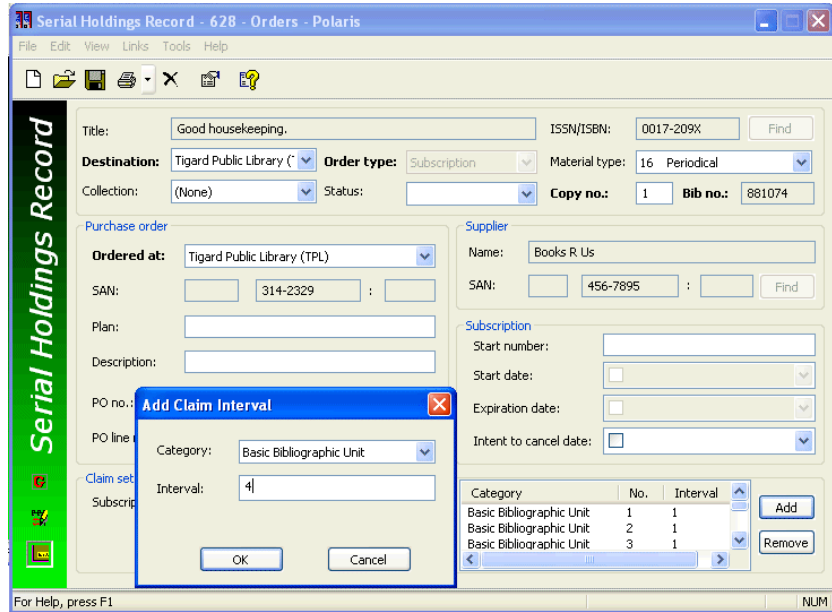 Serial Holdings Record - 628 - Orders - Polaris
File Edit View Links Tools Help
Serial Holdings Record
Title: Good housekeeping. ISSN/ISBN: 0017-209X Find
Destination: Tigard Public Library ( Order type: Subscription Material type: 16 Periodical
Collection: (None) Status: Copy no.: 1 Bib no.: 881074
Purchase order
Ordered at: Tigard Public Library (TPL)
SAN: 314-2329 :
Plan:
Description:
PO no.:
PO line
Supplier
Name: Books R Us
SAN: 456-7895 : Find
Subscription
Start number:
Start date:
Expiration date:
Intent to cancel date:
Add Claim Interval
Category: Basic Bibliographic Unit
Interval: 4
OK Cancel
Claim set
Subscrip
Category No. Interval
Basic Bibliographic Unit 1 1
Basic Bibliographic Unit 2 1
Basic Bibliographic Unit 3 1
Add
Remove
For Help, press F1 NUM